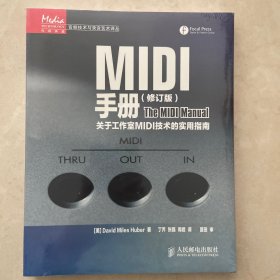 Media
音频技术与录音艺术译丛
Focal Press
MIDI
手册（修订版）
The MIDI Manual
关于工作室MIDI技术的实用指南
MIDI
THRU OUT IN
[美] David Miles Huber 著
人民邮电出版社